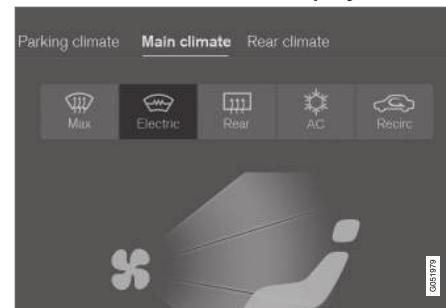 Parking climate Main climate Rear climate
Max Electric Rear AC Recirc
G051979